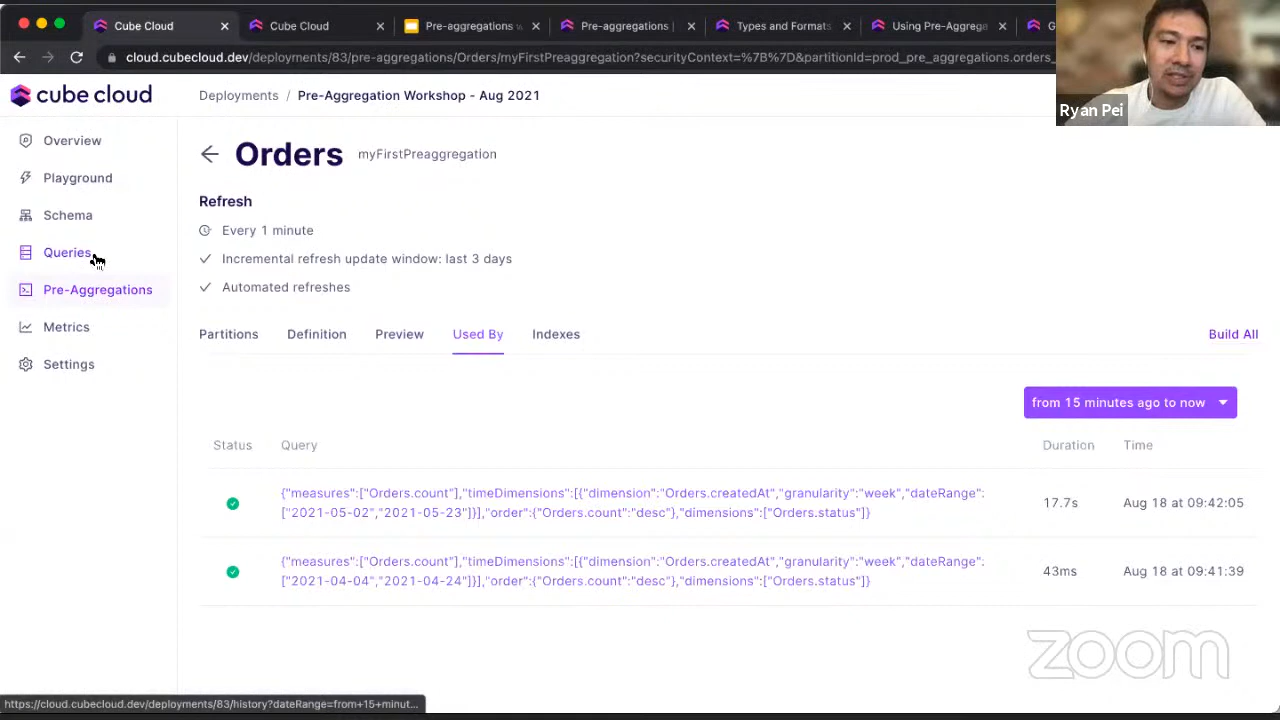 Cube Cloud
Cube Cloud
Pre-aggregations w
Pre-aggregations
Types and Formats
Using Pre-Aggrega
G
cloud.cubecloud.dev/deployments/83/pre-aggregations/Orders/myFirstPreaggregation?securityContext=%7B%7D&partitionId=prod_pre_aggregations.orders_
Ryan Pei
cube cloud
Deployments / Pre-Aggregation Workshop - Aug 2021
Overview
Playground
Schema
Queries
Pre-Aggregations
Metrics
Settings
Orders myFirstPreaggregation
Refresh
Every 1 minute
Incremental refresh update window: last 3 days
Automated refreshes
Partitions Definition Preview Used By Indexes Build All
from 15 minutes ago to now
Status Query Duration Time
{"measures":["Orders.count"],"timeDimensions":[{"dimension":"Orders.createdAt","granularity":"week","dateRange":
["2021-05-02","2021-05-23"]}],"order":{"Orders.count":"desc"},"dimensions":["Orders.status"]}
17.7s Aug 18 at 09:42:05
{"measures":["Orders.count"],"timeDimensions":[{"dimension":"Orders.createdAt","granularity":"week","dateRange":
["2021-04-04","2021-04-24"]}],"order":{"Orders.count":"desc"},"dimensions":["Orders.status"]}
43ms Aug 18 at 09:41:39
zoom
https://cloud.cubecloud.dev/deployments/83/history?dateRange=from+15+minut...